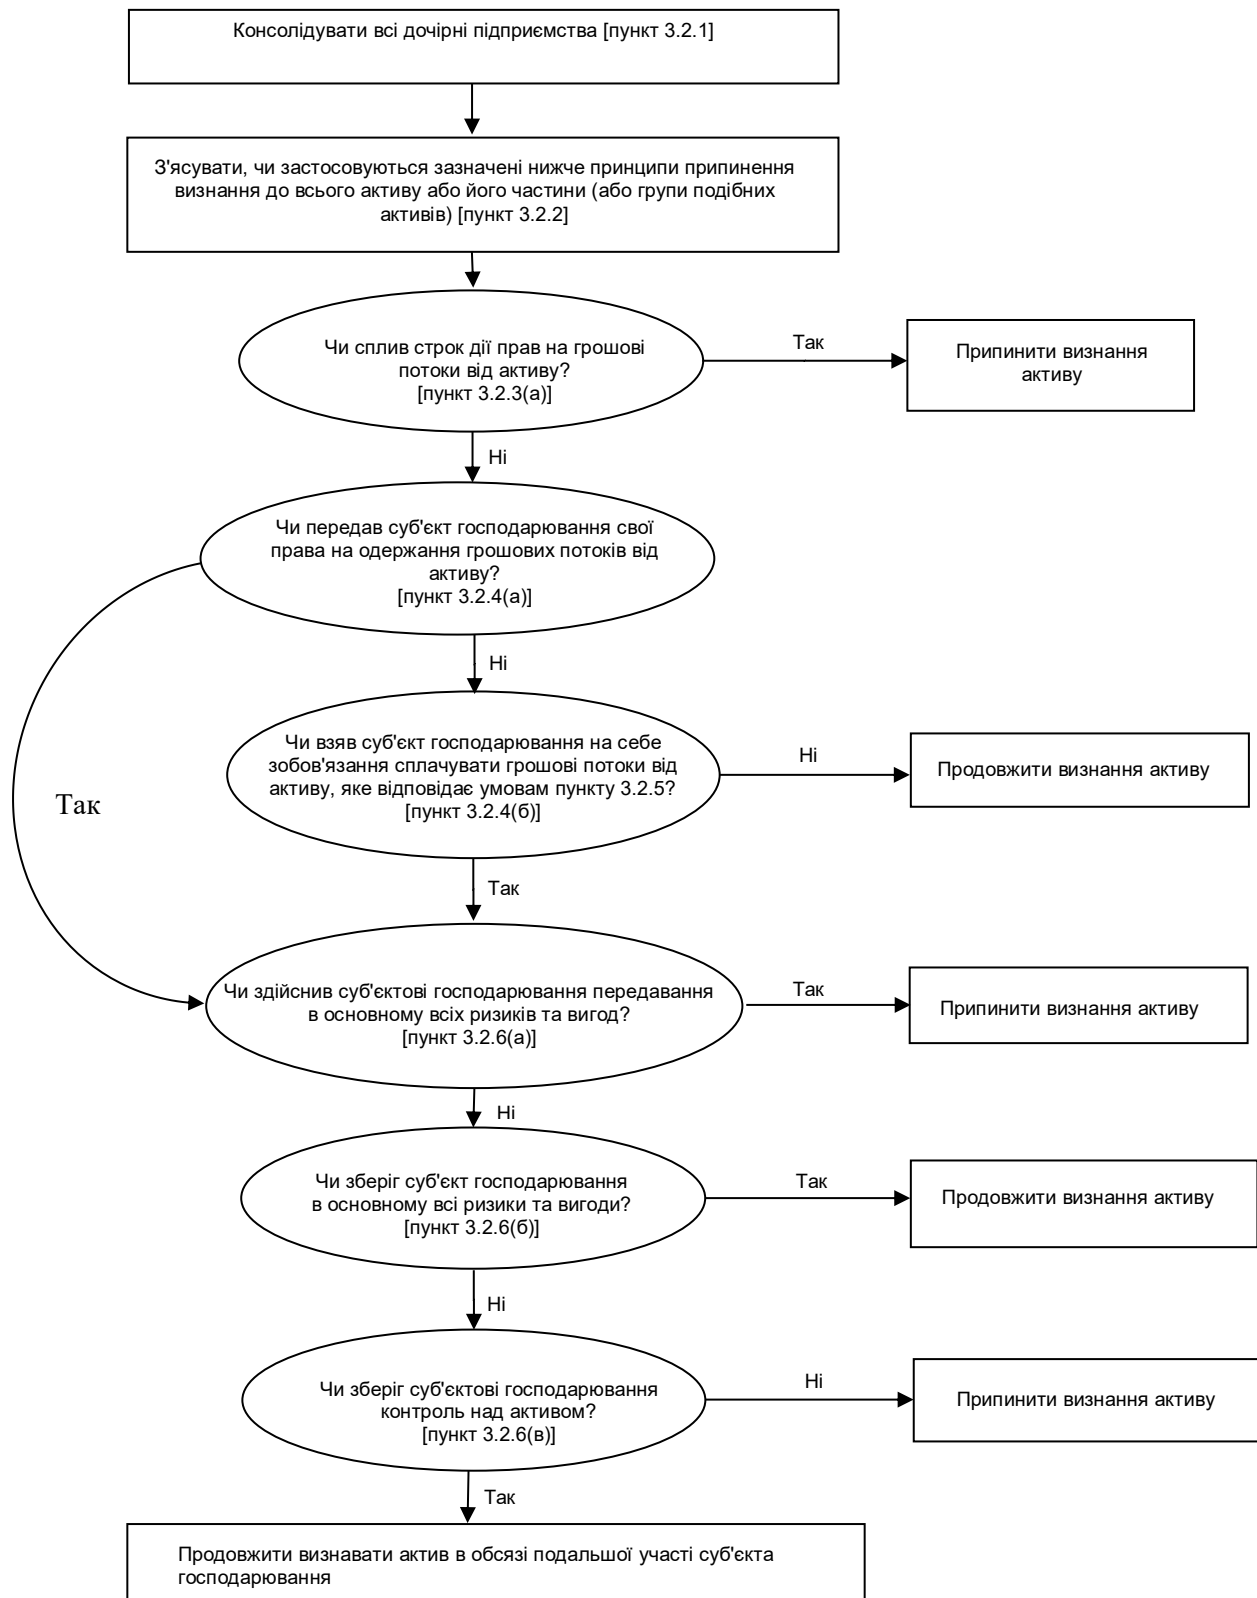 Консолідувати всі дочірні підприємства [пункт 3.2.1]
З'ясувати, чи застосовуються зазначені нижче принципи припинення
визнання до всього активу або його частини (або групи подібних
активів) [пункт 3.2.2]
Чи сплив строк дії прав на грошові
потоки від активу?
[пункт 3.2.3(а)]
Так
Припинити визнання
активу
Ні
Чи передав суб'єкт господарювання свої
права на одержання грошових потоків від
активу?
[пункт 3.2.4(а)]
Ні
Чи взяв суб'єкт господарювання на себе
зобов'язання сплачувати грошові потоки від
активу, яке відповідає умовам пункту 3.2.5?
[пункт 3.2.4(б)]
Ні
Продовжити визнання активу
Так
Так
Чи здійснив суб'єктові господарювання передавання
в основному всіх ризиків та вигод?
[пункт 3.2.6(а)]
Так
Припинити визнання активу
Ні
Чи зберіг суб'єкт господарювання
в основному всі ризики та вигоди?
[пункт 3.2.6(б)]
Так
Продовжити визнання активу
Ні
Чи зберіг суб'єктові господарювання
контроль над активом?
[пункт 3.2.6(в)]
Ні
Припинити визнання активу
Так
Продовжити визнавати актив в обсязі подальшої участі суб'єкта
господарювання